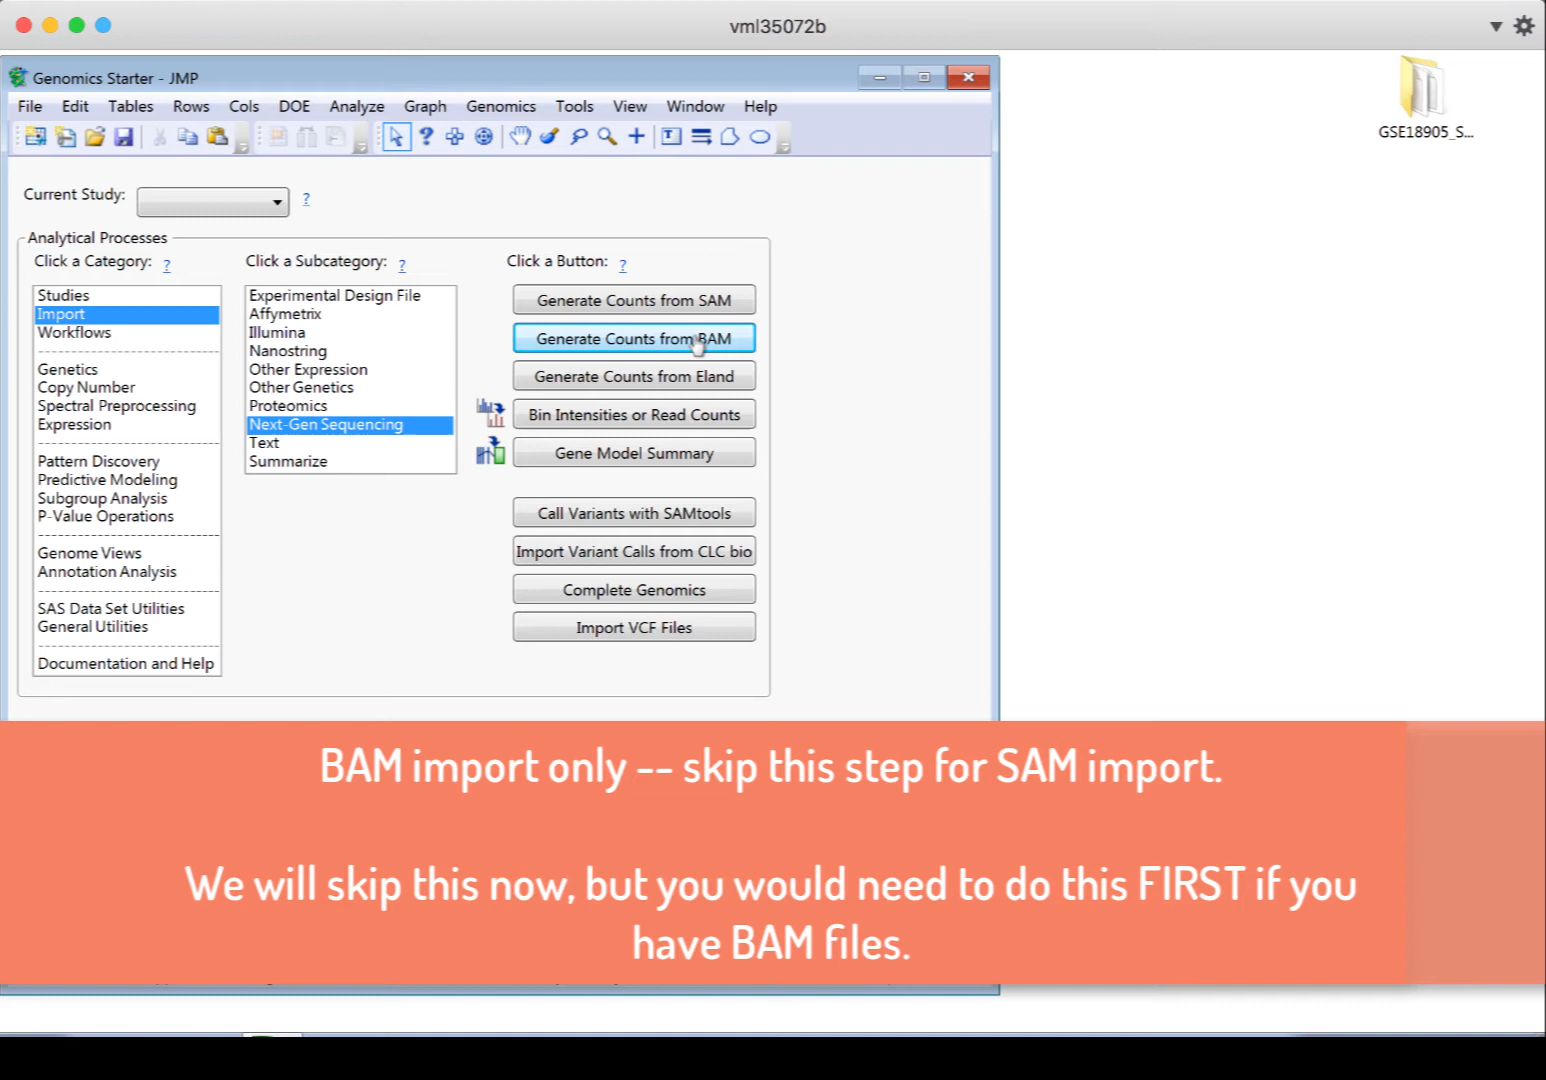 vml35072b
GSE18905_S...
Genomics Starter - JMP
File Edit Tables Rows Cols DOE Analyze Graph Genomics Tools View Window Help
Current Study: ?
Analytical Processes
Click a Category: ?
Studies
Import
Workflows
Genetics
Copy Number
Spectral Preprocessing
Expression
Pattern Discovery
Predictive Modeling
Subgroup Analysis
P-Value Operations
Genome Views
Annotation Analysis
SAS Data Set Utilities
General Utilities
Documentation and Help
Click a Subcategory: ?
Experimental Design File
Affymetrix
Illumina
Nanostring
Other Expression
Other Genetics
Proteomics
Next-Gen Sequencing
Text
Summarize
Click a Button: ?
Generate Counts from SAM
Generate Counts from BAM
Generate Counts from Eland
Bin Intensities or Read Counts
Gene Model Summary
Call Variants with SAMtools
Import Variant Calls from CLC bio
Complete Genomics
Import VCF Files
BAM import only -- skip this step for SAM import.
We will skip this now, but you would need to do this FIRST if you
have BAM files.